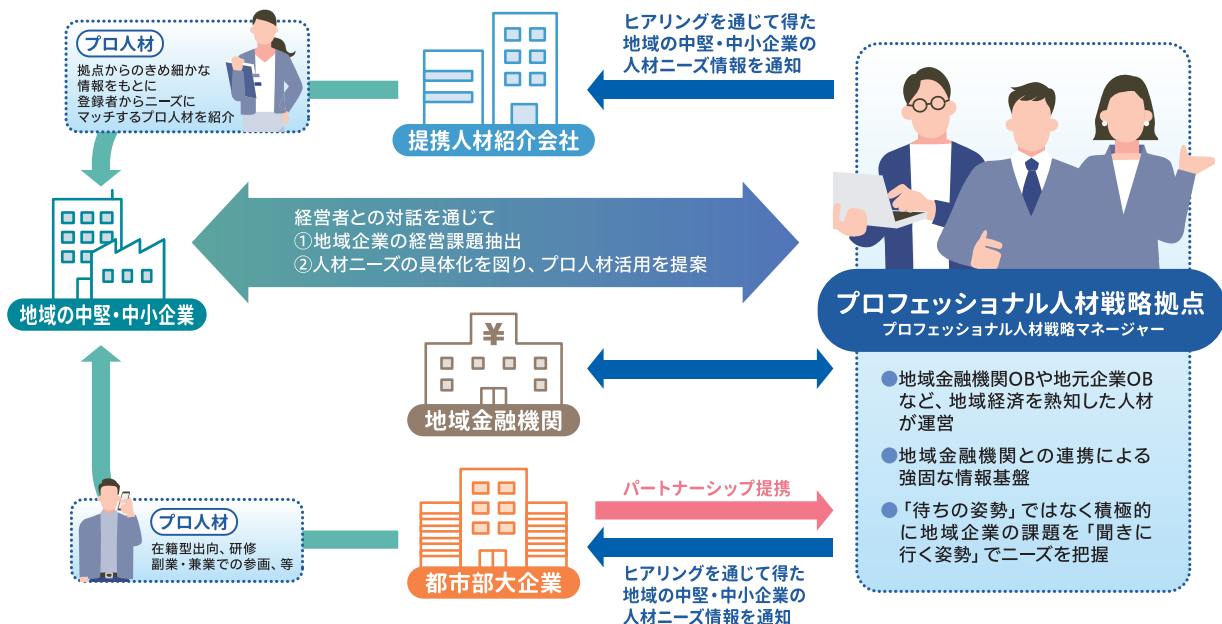 プロ人材
拠点からのきめ細かな
情報をもとに
登録者からニーズに
マッチするプロ人材を紹介
提携人材紹介会社
ヒアリングを通じて得た
地域の中堅・中小企業の
人材ニーズ情報を通知
地域の中堅・中小企業
経営者との対話を通じて
①地域企業の経営課題抽出
②人材ニーズの具体化を図り、プロ人材活用を提案
プロフェッショナル人材戦略拠点
プロフェッショナル人材戦略マネージャー
¥
地域金融機関
●地域金融機関OBや地元企業OB
など、地域経済を熟知した人材
が運営
●地域金融機関との連携による
強固な情報基盤
●「待ちの姿勢」ではなく積極的
に地域企業の課題を「聞きに
行く姿勢」でニーズを把握
プロ人材
在籍型出向、研修
副業・兼業での参画、等
都市部大企業
パートナーシップ提携
ヒアリングを通じて得た
地域の中堅・中小企業の
人材ニーズ情報を通知